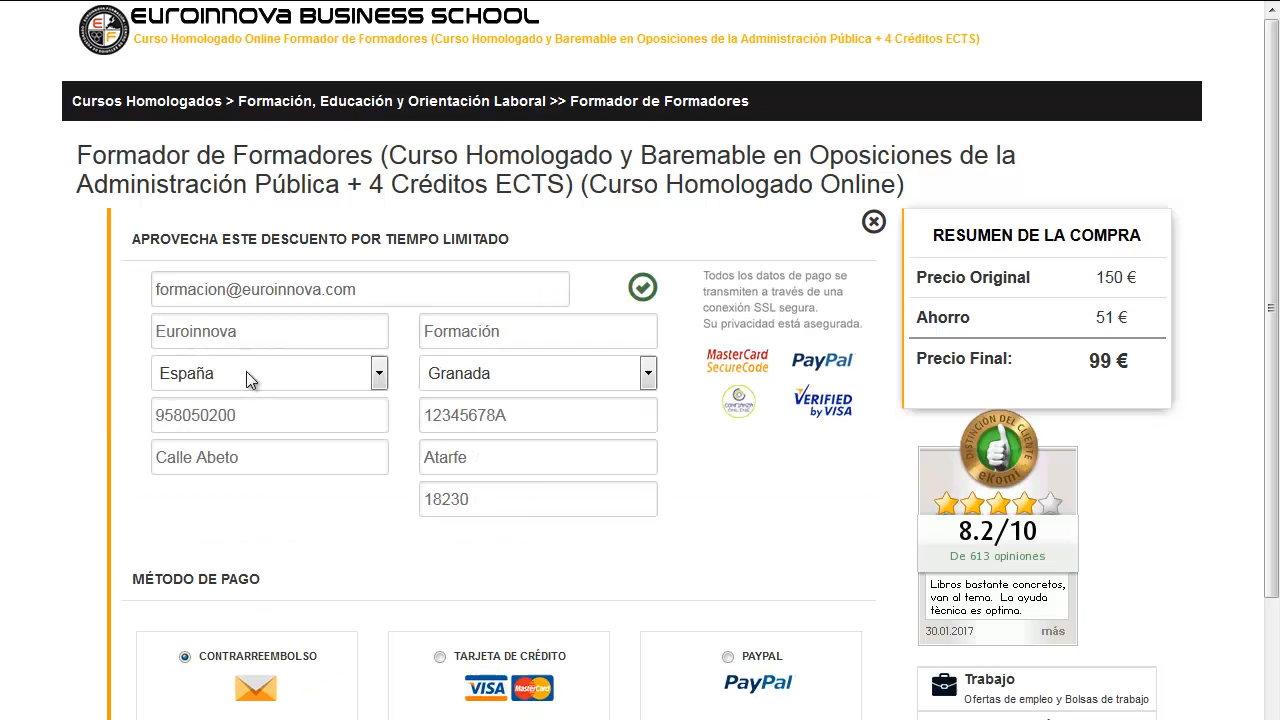 EUROINNOVA BUSINESS SCHOOL
Curso Homologado Online Formador de Formadores (Curso Homologado y Baremable en Oposiciones de la Administración Pública + 4 Créditos ECTS)
Cursos Homologados > Formación, Educación y Orientación Laboral >> Formador de Formadores
Formador de Formadores (Curso Homologado y Baremable en Oposiciones de la
Administración Pública + 4 Créditos ECTS) (Curso Homologado Online)
APROVECHA ESTE DESCUENTO POR TIEMPO LIMITADO
formacion@euroinnova.com
Euroinnova
Formación
España
Granada
958050200
12345678A
Calle Abeto
Atarfe
18230
Todos los datos de pago se
transmiten a través de una
conexión SSL segura.
Su privacidad está asegurada.
MasterCard
SecureCode
PayPal
CONFIANZA
ONLINE
VERIFIED
by VISA
RESUMEN DE LA COMPRA
Precio Original 150 €
Ahorro 51 €
Precio Final: 99 €
DISTINCIÓN DEL CLIENTE
eKomi
8.2/10
De 613 opiniones
Libros bastante concretos,
van al tema. La ayuda
tècnica es optima.
30.01.2017 más
MÉTODO DE PAGO
CONTRARREEMBOLSO
TARJETA DE CRÉDITO
VISA
MasterCard
PAYPAL
PayPal
Trabajo
Ofertas de empleo y Bolsas de trabajo